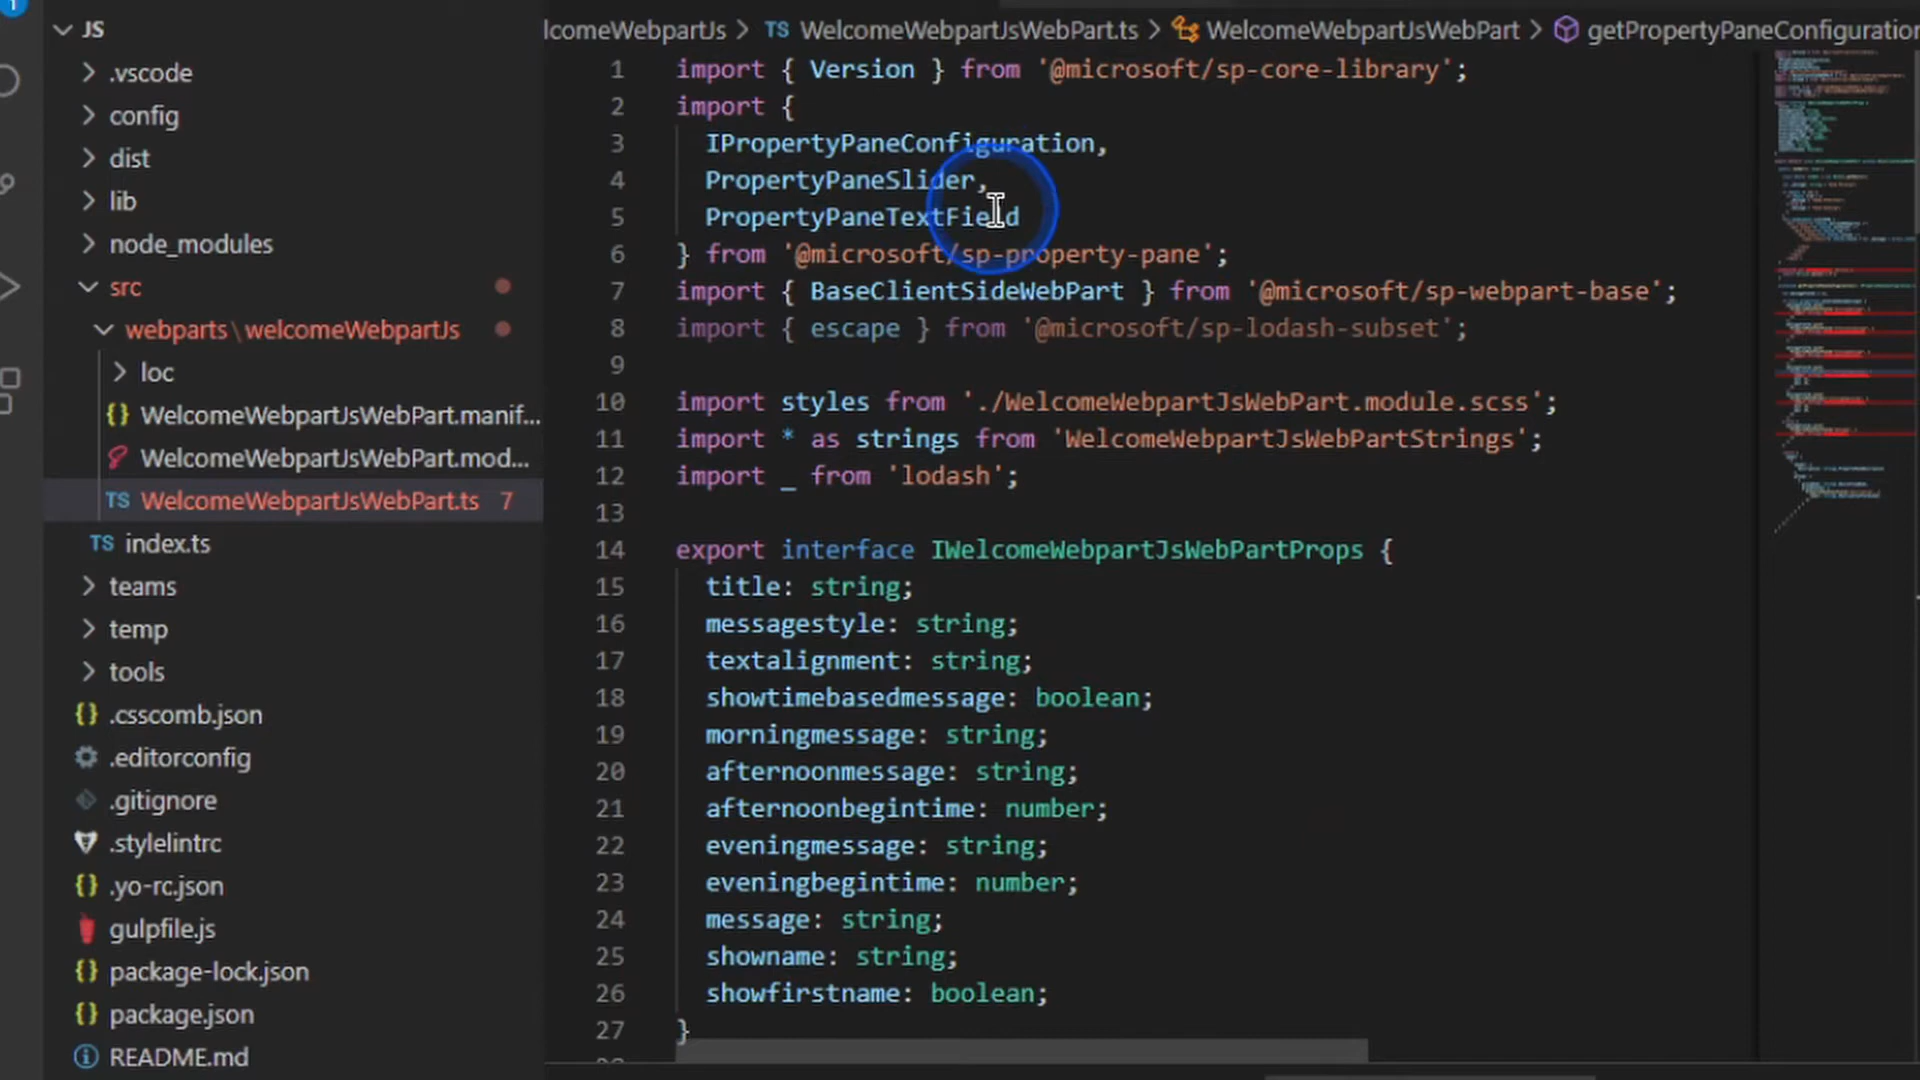 JS
.vscode
config
dist
lib
node_modules
src
webparts\welcomeWebpartJs
loc
{} WelcomeWebpartJsWebPart.manif...
WelcomeWebpartJsWebPart.mod...
TS WelcomeWebpartJsWebPart.ts 7
TS index.ts
teams
temp
tools
{} .csscomb.json
.editorconfig
.gitignore
.stylelintrc
{} .yo-rc.json
gulpfile.js
{} package-lock.json
{} package.json
README.md
lcomeWebpartJs > TS WelcomeWebpartJsWebPart.ts > WelcomeWebpartJsWebPart > getPropertyPaneConfiguration
1 import { Version } from '@microsoft/sp-core-library';
2 import {
3 IPropertyPaneConfiguration,
4 PropertyPaneSlider,
5 PropertyPaneTextField
6 } from '@microsoft/sp-property-pane';
7 import { BaseClientSideWebPart } from '@microsoft/sp-webpart-base';
8 import { escape } from '@microsoft/sp-lodash-subset';
9
10 import styles from './WelcomeWebpartJsWebPart.module.scss';
11 import * as strings from 'WelcomeWebpartJsWebPartStrings';
12 import _ from 'lodash';
13
14 export interface IWelcomeWebpartJsWebPartProps {
15 title: string;
16 messagestyle: string;
17 textalignment: string;
18 showtimebasedmessage: boolean;
19 morningmessage: string;
20 afternoonmessage: string;
21 afternoonbegintime: number;
22 eveningmessage: string;
23 eveningbegintime: number;
24 message: string;
25 showname: string;
26 showfirstname: boolean;
27 }